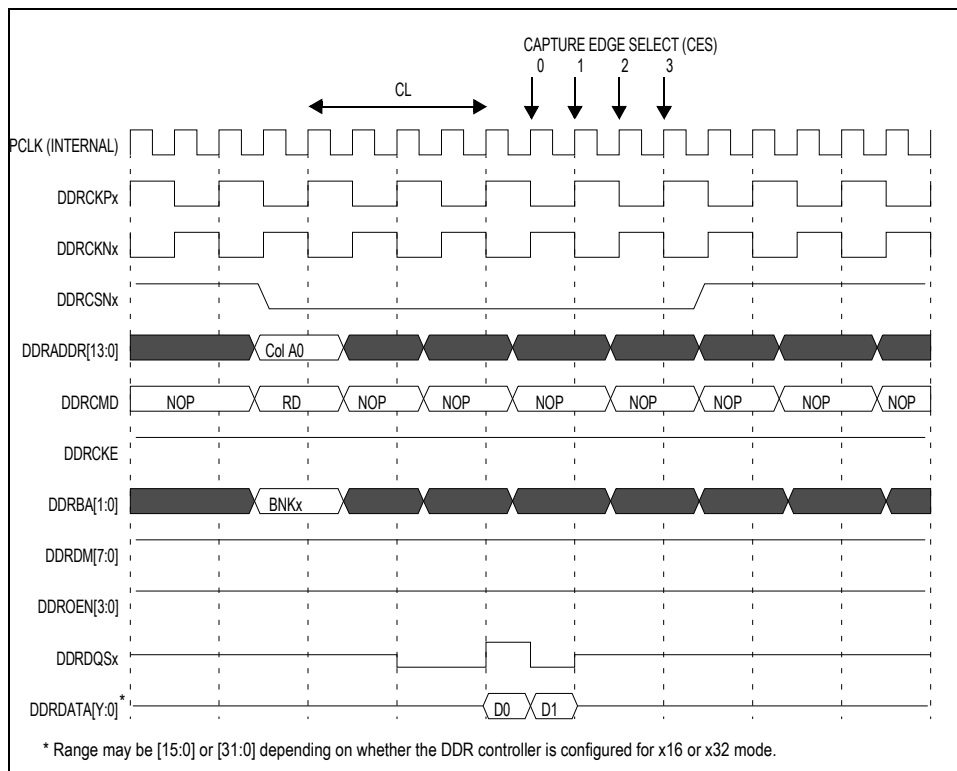 CAPTURE EDGE SELECT (CES)
0 1 2 3
CL
PCLK (INTERNAL)
DDRCKPx
DDRCKNx
DDRCSNx
DDRADDR[13:0] Col A0
DDRCMD NOP RD NOP NOP NOP NOP NOP NOP NOP
DDRCKE
DDRBA[1:0] BNKx
DDRDM[7:0]
DDROEN[3:0]
DDRDQSx
DDRDATA[Y:0]* D0 D1
* Range may be [15:0] or [31:0] depending on whether the DDR controller is configured for x16 or x32 mode.